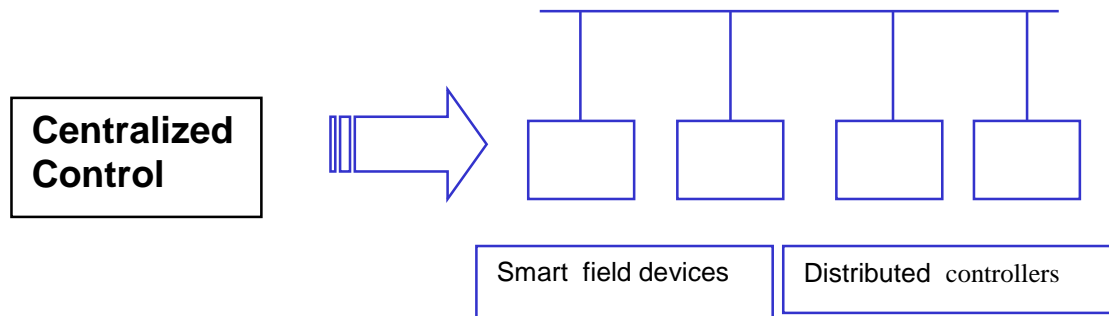 Centralized
Control
Smart field devices
Distributed controllers